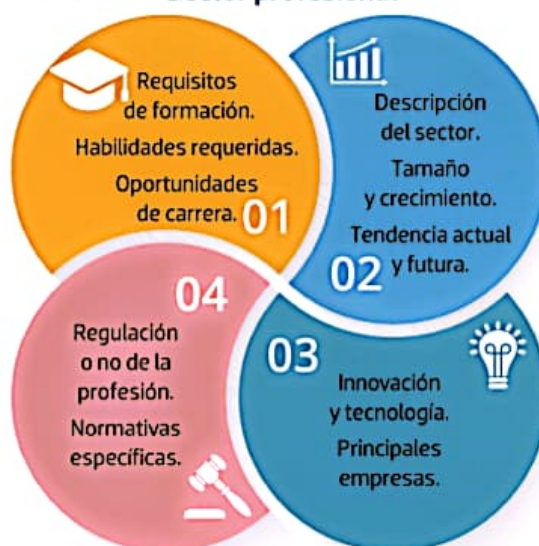 01
Requisitos
de formación.
Habilidades requeridas.
Oportunidades
de carrera.
02
Descripción
del sector.
Tamaño
y crecimiento.
Tendencia actual
y futura.
03
Innovación
y tecnología.
Principales
empresas.
04
Regulación
o no de la
profesión.
Normativas
específicas.